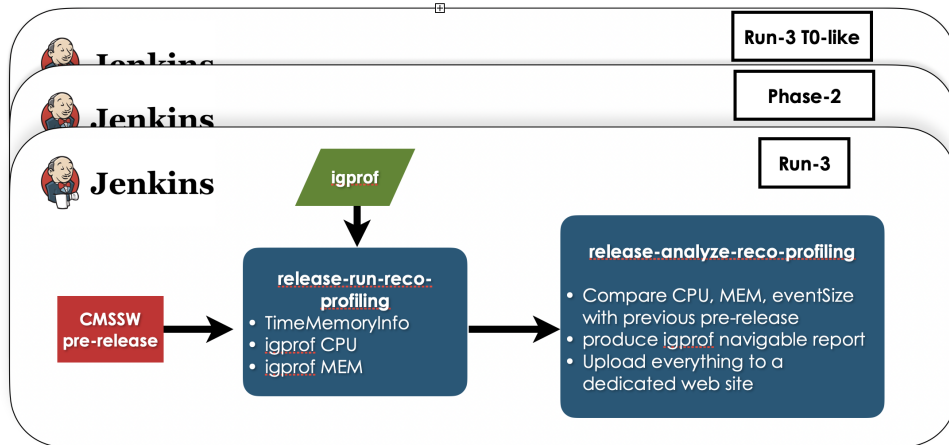 Run-3 T0-like
Jenkins
Phase-2
Jenkins
Run-3
Jenkins
igprof
release-run-reco-
profiling
• TimeMemoryInfo
• igprof CPU
• igprof MEM
CMSSW
pre-release
release-analyze-reco-profiling
• Compare CPU, MEM, eventSize
with previous pre-release
• produce igprof navigable report
• Upload everything to a
dedicated web site